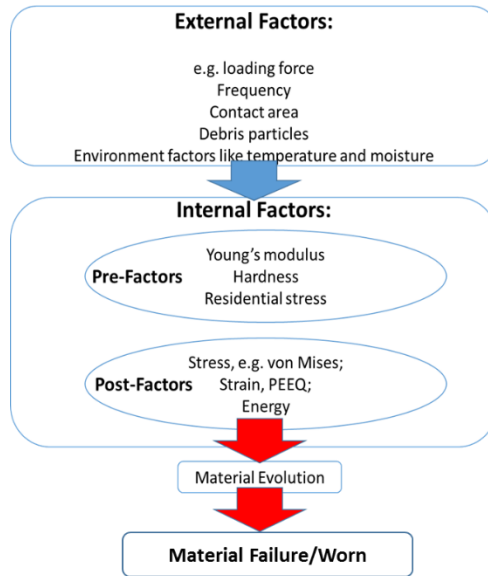 External Factors:
e.g. loading force
Frequency
Contact area
Debris particles
Environment factors like temperature and moisture
Internal Factors:
Pre-Factors
Young's modulus
Hardness
Residential stress
Post-Factors
Stress, e.g. von Mises;
Strain, PEEQ;
Energy
Material Evolution
Material Failure/Worn